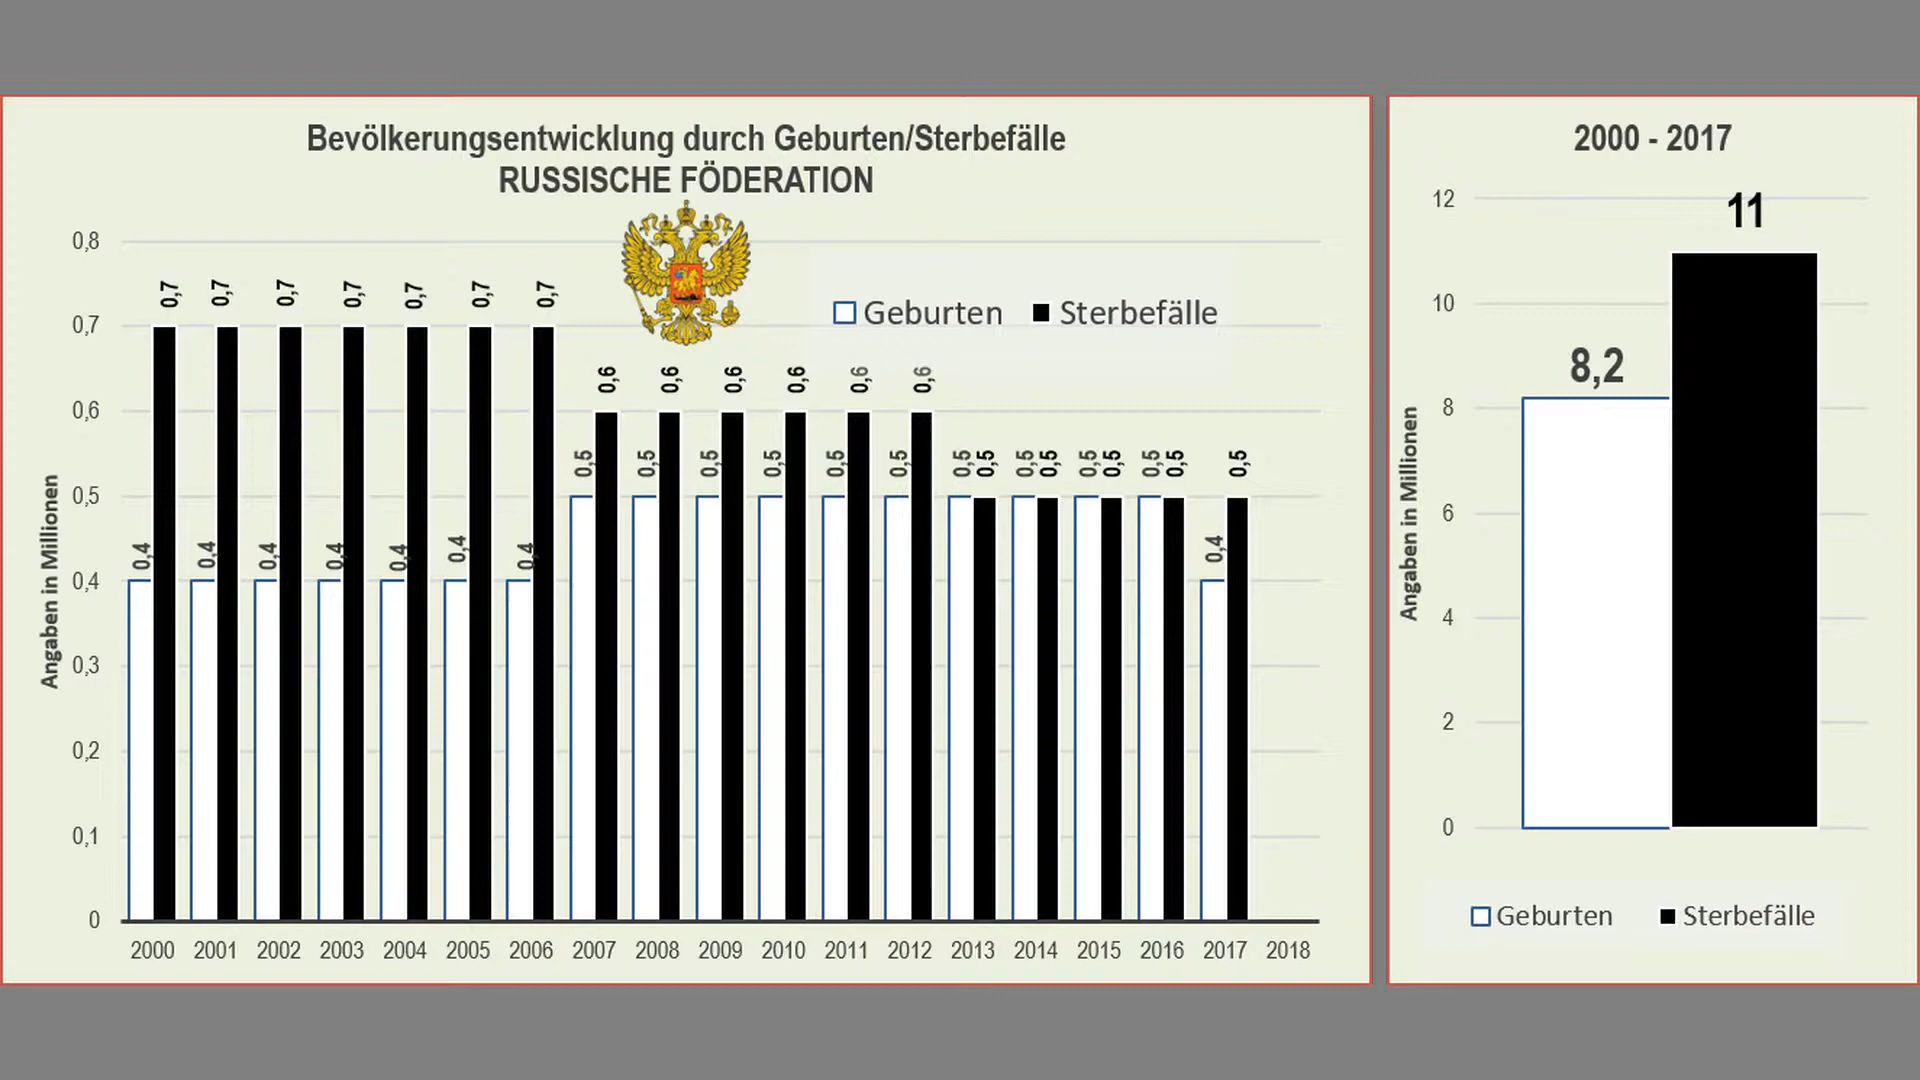 Bevölkerungsentwicklung durch Geburten/Sterbefälle
RUSSISCHE FÖDERATION
Geburten Sterbefälle
Angaben in Millionen
0,8
0,7
0,6
0,5
0,4
0,3
0,2
0,1
0
0,4 0,7 0,4 0,7 0,4 0,7 0,4 0,7 0,4 0,7 0,4 0,7 0,4 0,7 0,5 0,6 0,5 0,6 0,5 0,6 0,5 0,6 0,5 0,6 0,5 0,6 0,5 0,5 0,5 0,5 0,5 0,5 0,5 0,5 0,4 0,5
2000 2001 2002 2003 2004 2005 2006 2007 2008 2009 2010 2011 2012 2013 2014 2015 2016 2017 2018
2000 - 2017
Angaben in Millionen
12
10
8
6
4
2
0
8,2 11
Geburten Sterbefälle